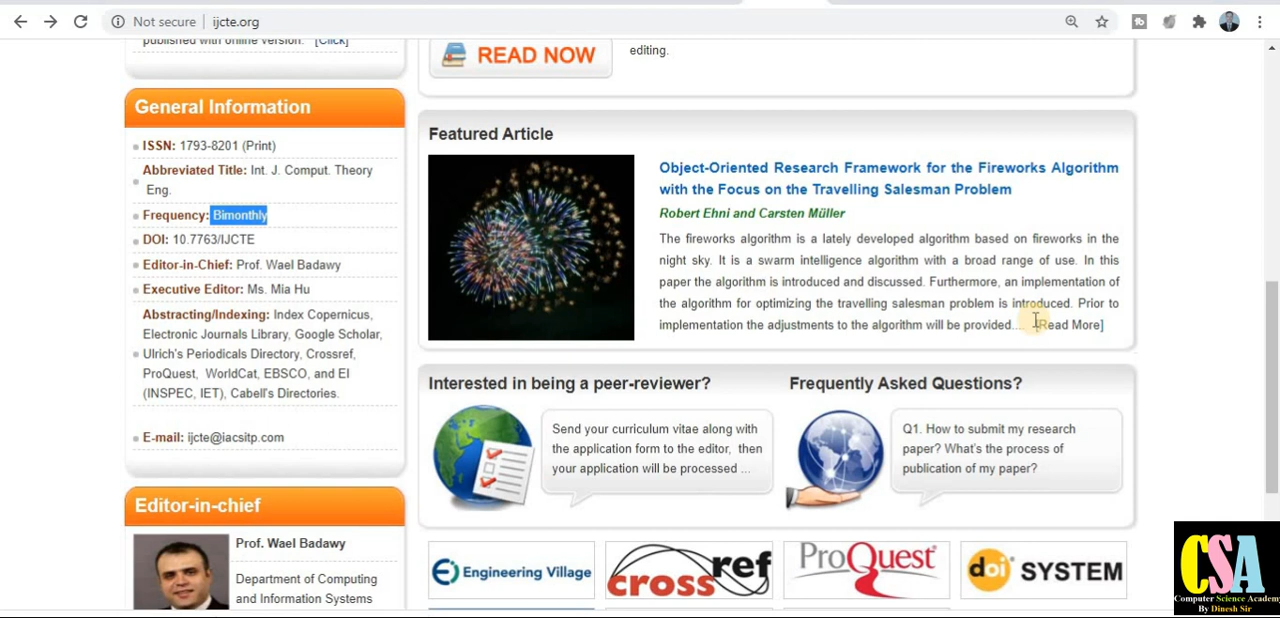 Not secure
ijcte.org
published with online version. [Click]
General Information
ISSN: 1793-8201 (Print)
Abbreviated Title: Int. J. Comput. Theory
Eng.
Frequency: Bimonthly
DOI: 10.7763/IJCTE
Editor-in-Chief: Prof. Wael Badawy
Executive Editor: Ms. Mia Hu
Abstracting/Indexing: Index Copernicus,
Electronic Journals Library, Google Scholar,
Ulrich's Periodicals Directory, Crossref,
ProQuest, WorldCat, EBSCO, and EI
(INSPEC, IET), Cabell's Directories.
E-mail: ijcte@iacsitp.com
Editor-in-chief
Prof. Wael Badawy
Department of Computing
and Information Systems
READ NOW
editing.
Featured Article
Object-Oriented Research Framework for the Fireworks Algorithm
with the Focus on the Travelling Salesman Problem
Robert Ehni and Carsten Müller
The fireworks algorithm is a lately developed algorithm based on fireworks in the
night sky. It is a swarm intelligence algorithm with a broad range of use. In this
paper the algorithm is introduced and discussed. Furthermore, an implementation of
the algorithm for optimizing the travelling salesman problem is introduced. Prior to
implementation the adjustments to the algorithm will be provided.... [Read More]
Interested in being a peer-reviewer?
Send your curriculum vitae along with
the application form to the editor, then
your application will be processed ...
Frequently Asked Questions?
Q1. How to submit my research
paper? What's the process of
publication of my paper?
Engineering Village
crossref
ProQuest
doi SYSTEM
CSA
Computer Science Academy
By Dinesh Sir